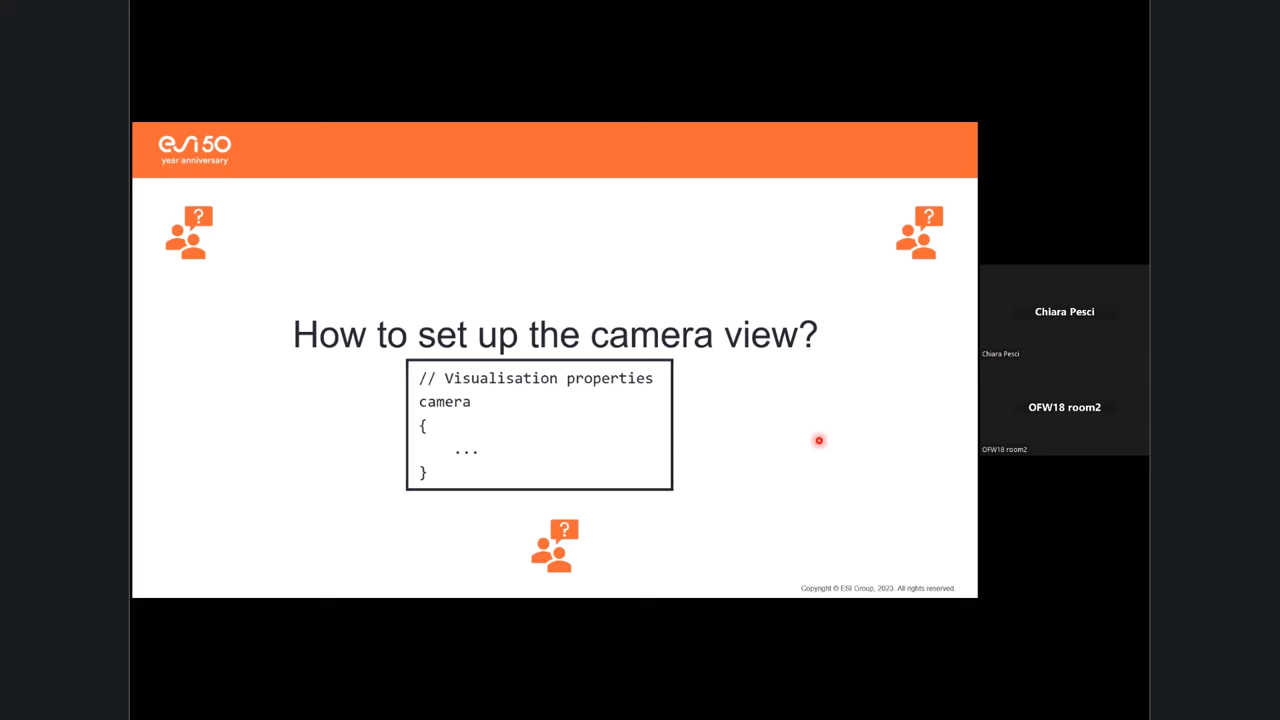 esi 50
year anniversary
?
?
How to set up the camera view?
// Visualisation properties
camera
{
...
}
?
Copyright © ESI Group, 2023. All rights reserved.
Chiara Pesci
Chiara Pesci
OFW18 room2
OFW18 room2